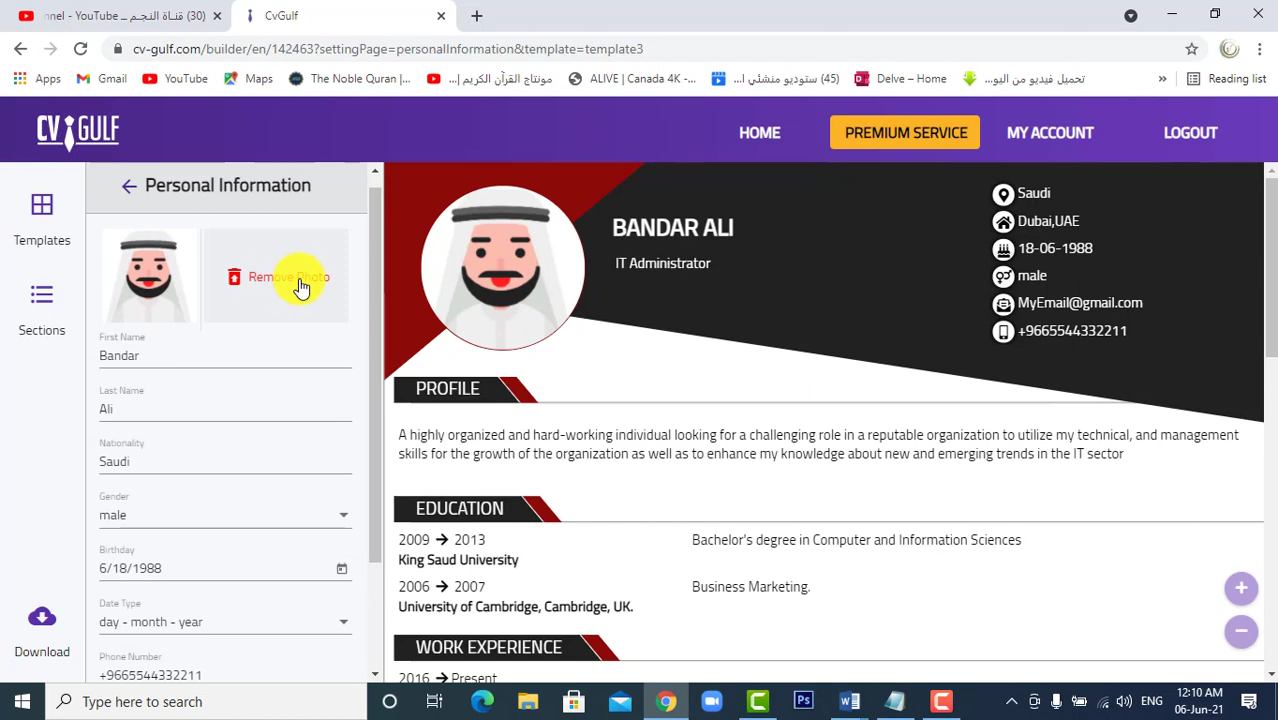 nnel - YouTube – قناة النجم (30)
CvGulf
cv-gulf.com/builder/en/142463?settingPage=personalInformation&template=template3
Apps
Gmail
YouTube
Maps
The Noble Quran |...
مونتاج القرآن الكريم |...
ALIVE | Canada 4K -...
(45) ستوديو منشئي ا...
Delve – Home
تحميل فيديو من اليو...
»
Reading list
CV GULF
HOME
PREMIUM SERVICE
MY ACCOUNT
LOGOUT
Templates
Sections
Download
Personal Information
Remove Photo
First Name
Bandar
Last Name
Ali
Nationality
Saudi
Gender
male
Birthday
6/18/1988
Date Type
day - month - year
Phone Number
+9665544332211
BANDAR ALI
IT Administrator
Saudi
Dubai,UAE
18-06-1988
male
MyEmail@gmail.com
+9665544332211
PROFILE
A highly organized and hard-working individual looking for a challenging role in a reputable organization to utilize my technical, and management
skills for the growth of the organization as well as to enhance my knowledge about new and emerging trends in the IT sector
EDUCATION
2009 → 2013 Bachelor's degree in Computer and Information Sciences
King Saud University
2006 → 2007 Business Marketing.
University of Cambridge, Cambridge, UK.
WORK EXPERIENCE
2016 → Present
Type here to search
ENG
12:10 AM
06-Jun-21